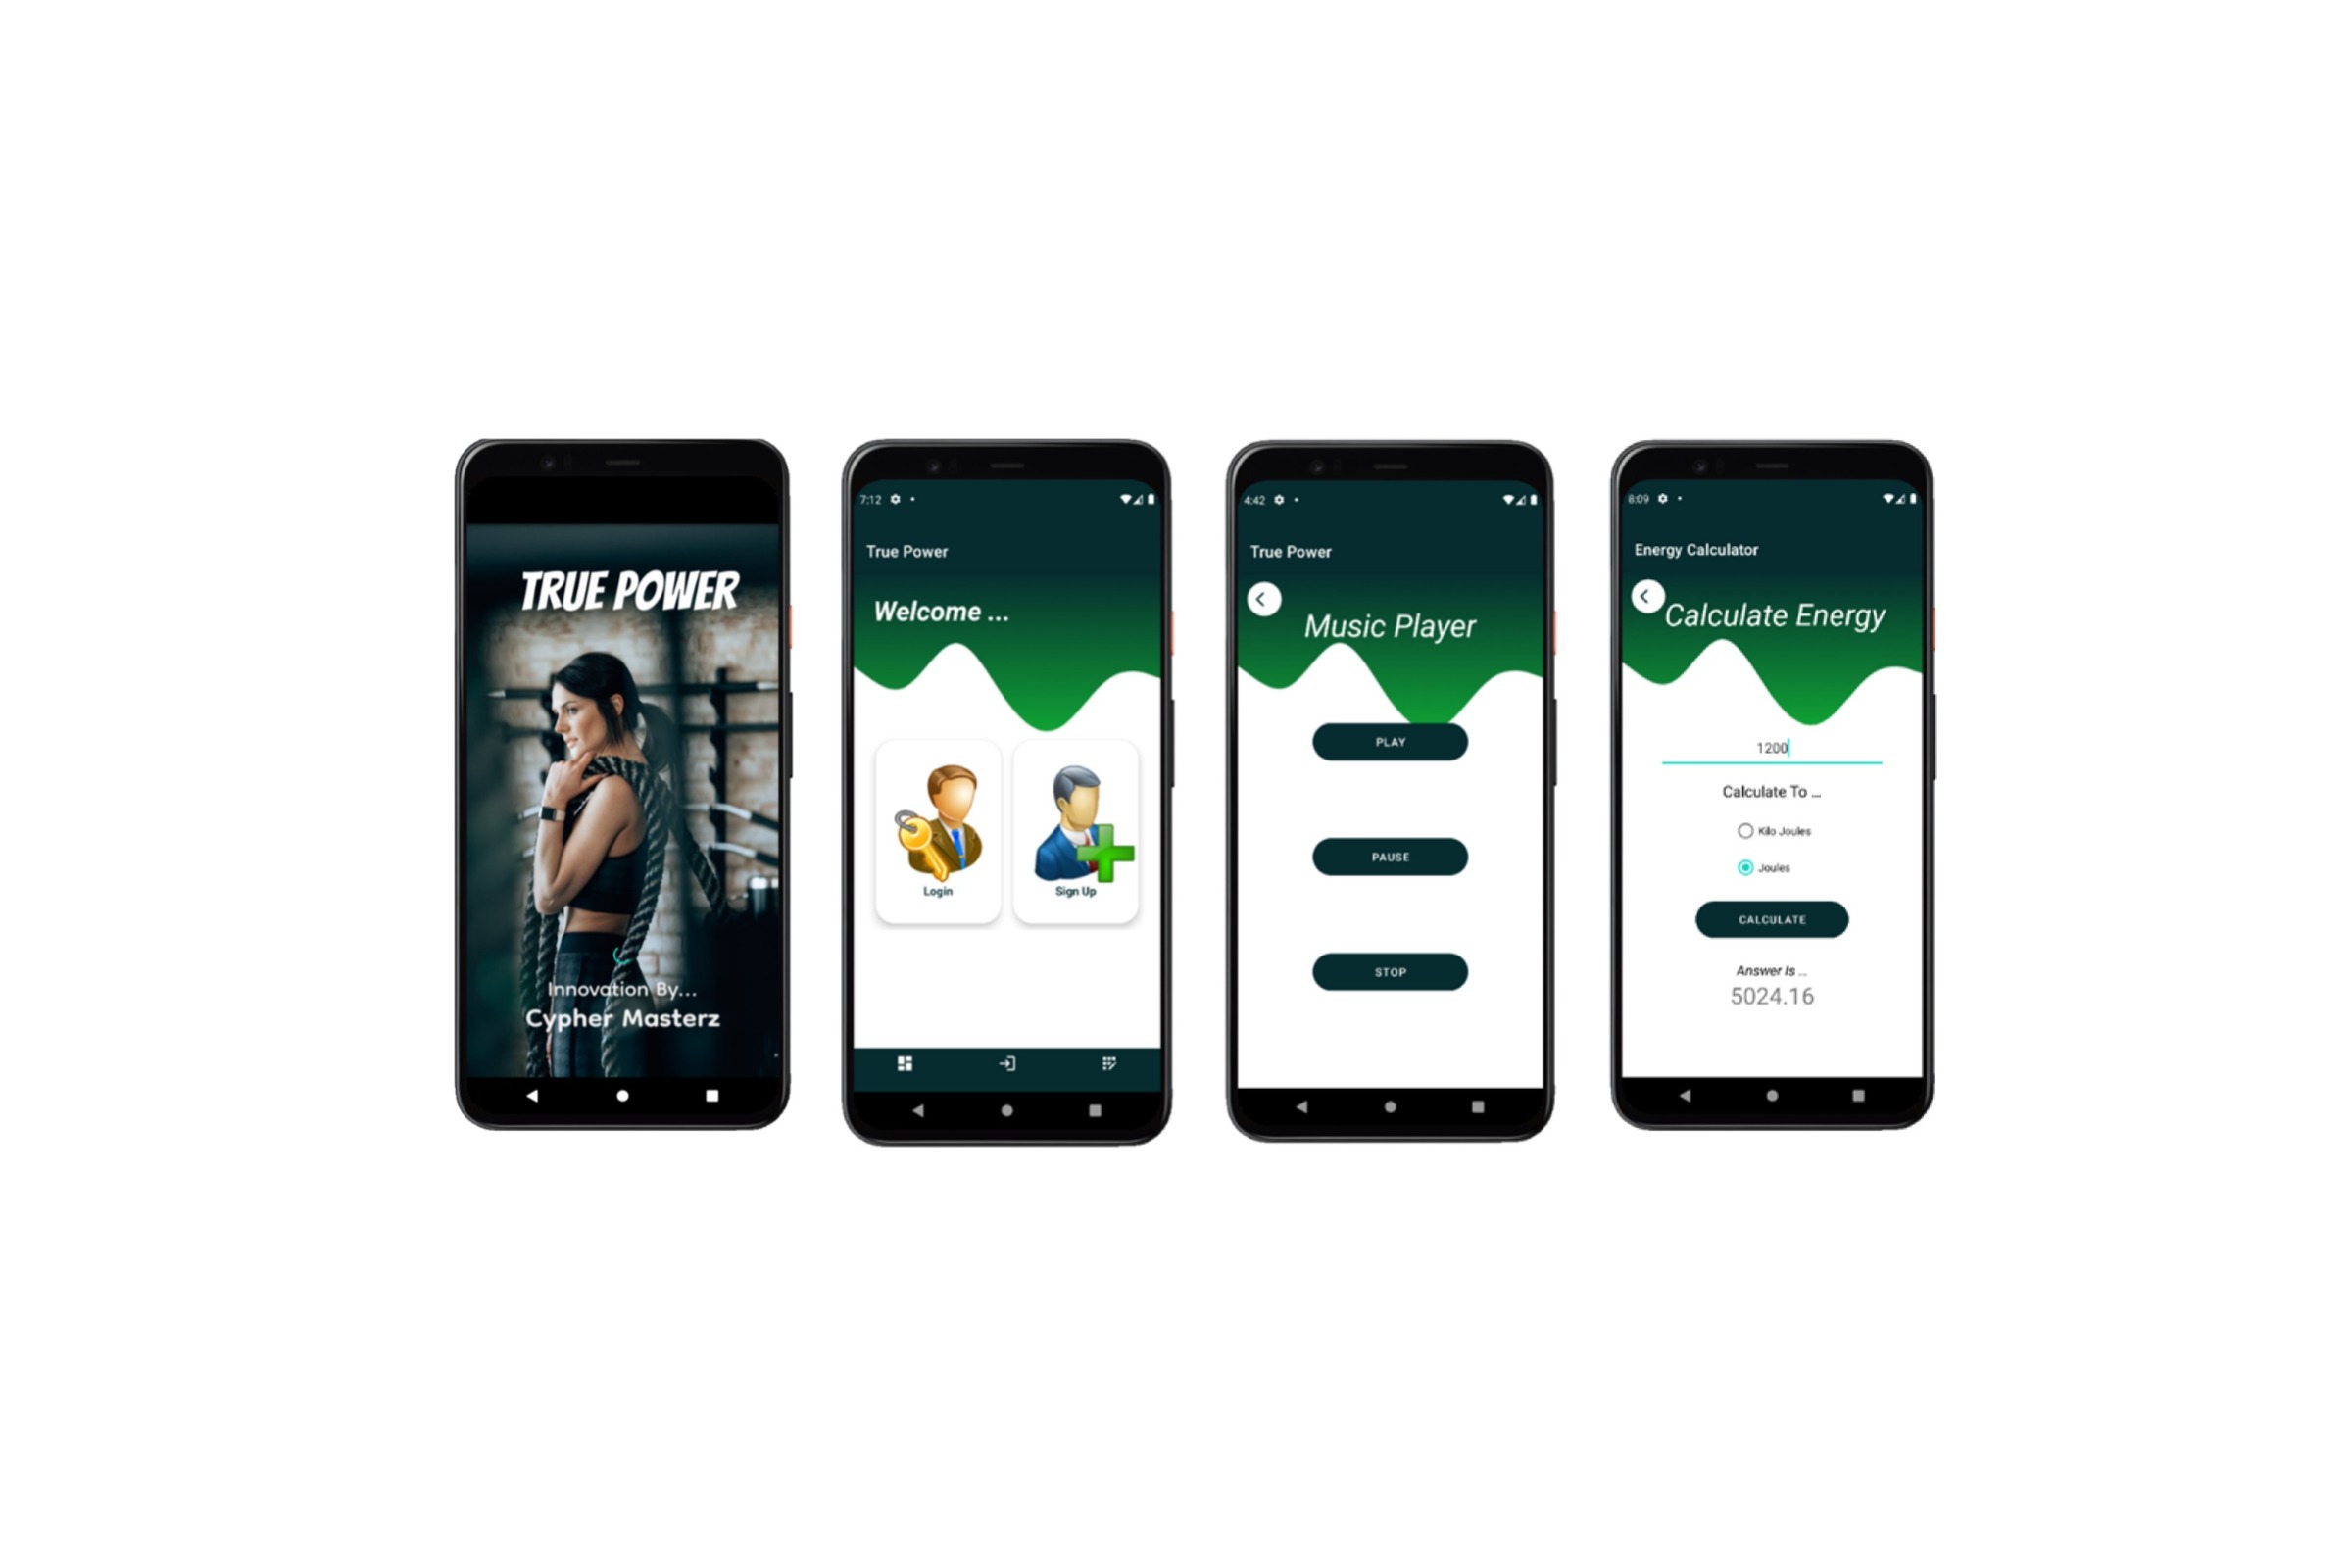 TRUE POWER
Innovation By...
Cypher Masterz
7:12
True Power
Welcome ...
Login
Sign Up
4:42
True Power
Music Player
PLAY
PAUSE
STOP
8:09
Energy Calculator
Calculate Energy
1200
Calculate To ...
Kilo Joules
Joules
CALCULATE
Answer Is ...
5024.16